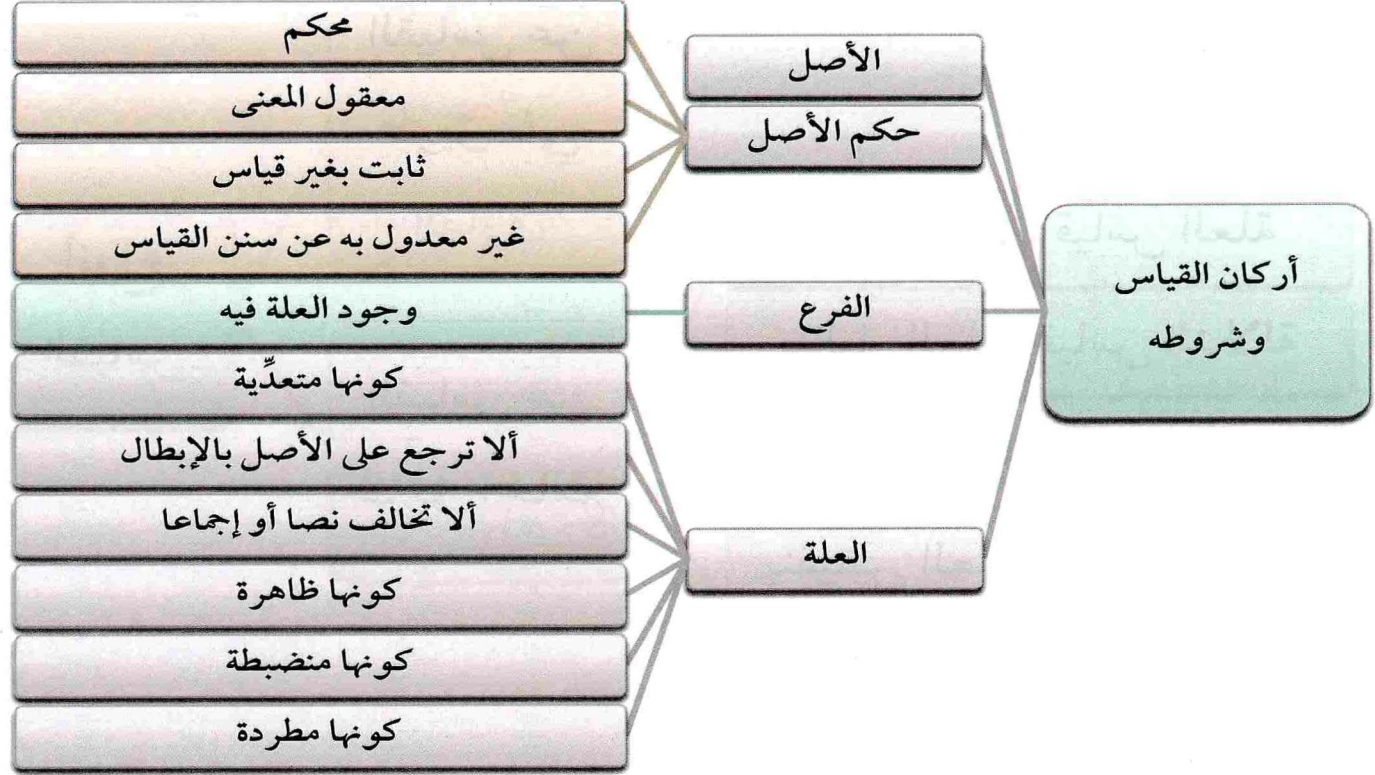 أركان القياس
وشروطه
الأصل
حكم الأصل
محكم
معقول المعنى
ثابت بغير قياس
غير معدول به عن سنن القياس
الفرع
وجود العلة فيه
العلة
كونها متعدِّية
ألا ترجع على الأصل بالإبطال
ألا تخالف نصا أو إجماعا
كونها ظاهرة
كونها منضبطة
كونها مطردة